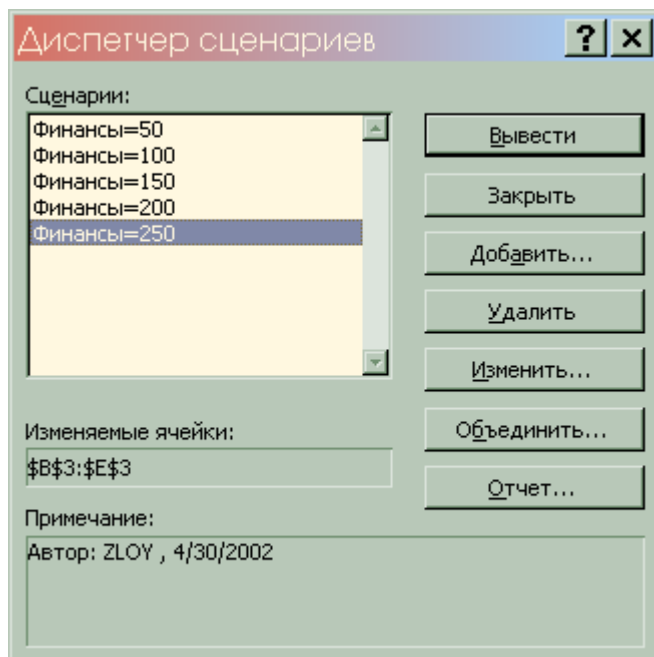 Диспетчер сценариев
Сценарии:
Финансы=50
Финансы=100
Финансы=150
Финансы=200
Финансы=250
Вывести
Закрыть
Добавить...
Удалить
Изменить...
Объединить...
Отчет...
Изменяемые ячейки:
$B$3:$E$3
Примечание:
Автор: ZLOY , 4/30/2002